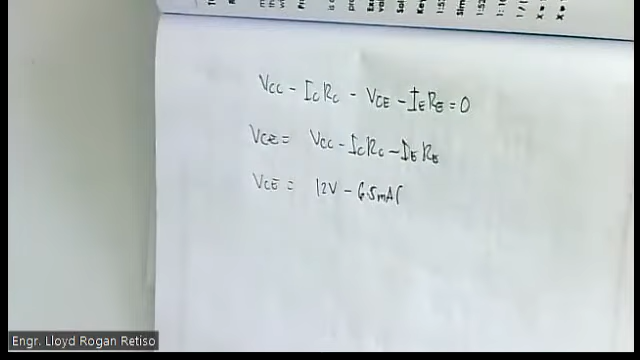 VCC - ICRC - VCE - IERE = 0
VCE = VCC - ICRC - IERE
VCE = 12V - 6.5mA(
Engr. Lloyd Rogan Retiso